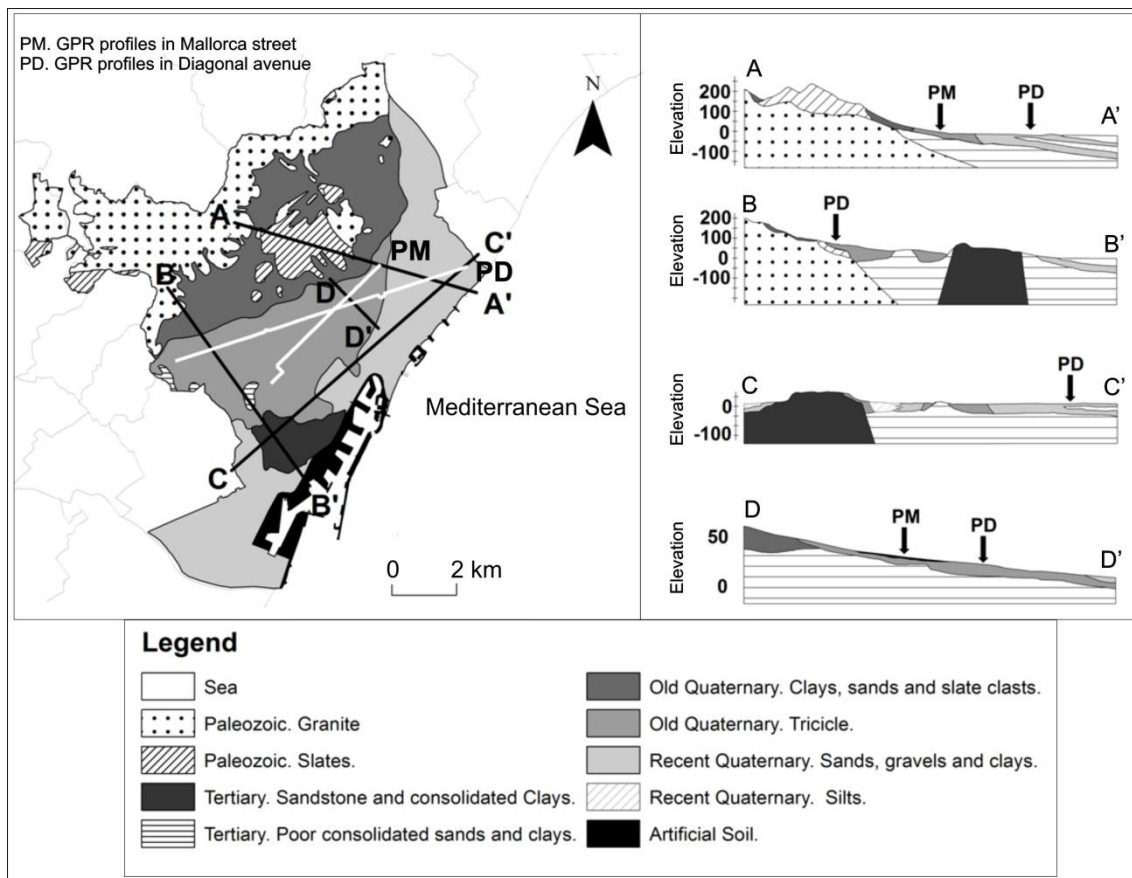 PM. GPR profiles in Mallorca street
PD. GPR profiles in Diagonal avenue
N
A
PM
C'
PD
B
D
A'
D'
Mediterranean Sea
C
B'
0 2 km
A
PM
PD
A'
Elevation
200
100
0
-100
B
PD
B'
Elevation
200
100
0
-100
C
PD
C'
Elevation
0
-100
D
PM
PD
D'
Elevation
50
0
Legend
Sea
Paleozoic. Granite
Paleozoic. Slates.
Tertiary. Sandstone and consolidated Clays.
Tertiary. Poor consolidated sands and clays.
Old Quaternary. Clays, sands and slate clasts.
Old Quaternary. Tricicle.
Recent Quaternary. Sands, gravels and clays.
Recent Quaternary. Silts.
Artificial Soil.